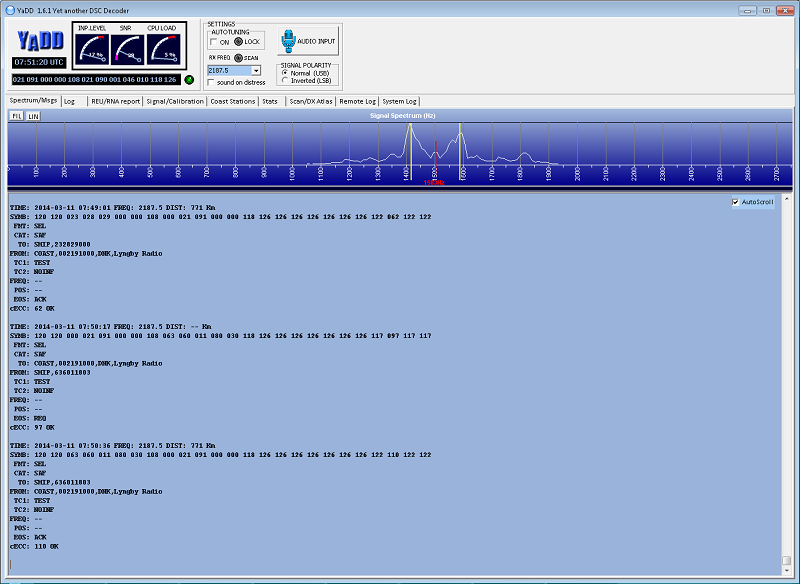 YaDD 1.6.1 Yet another DSC Decoder
YaDD
INP.LEVEL SNR CPU LOAD
17 % 5 %
07:51:20 UTC
021 091 000 000 108 021 090 001 046 010 118 126
SETTINGS
AUTOTUNING
ON LOCK
RX FREQ SCAN
2187.5
sound on distress
AUDIO INPUT
SIGNAL POLARITY
Normal (USB)
Inverted (LSB)
Spectrum/Msgs Log REU/RNA report Signal/Calibration Coast Stations Stats Scan/DX Atlas Remote Log System Log
FIL LIN
Signal Spectrum (Hz)
100 200 300 400 500 600 700 800 900 1000 1100 1200 1300 1400 1500 1600 1700 1800 1900 2000 2100 2200 2300 2400 2500 2600 2700
AutoScroll
TIME: 2014-03-11 07:49:01 FREQ: 2187.5 DIST: 771 Km
SYMB: 120 120 023 028 029 000 000 108 000 021 091 000 000 118 126 126 126 126 126 126 126 122 062 122 122
FMT: SEL
CAT: SAF
TO: SHIP,232829000
FROM: COAST,002191000,DNK,Lyngby Radio
TC1: TEST
TC2: NOINF
FREQ: --
POS: --
EOS: ACK
cECC: 62 OK
TIME: 2014-03-11 07:50:17 FREQ: 2187.5 DIST: -- Km
SYMB: 120 120 000 021 091 000 000 108 063 060 011 080 030 118 126 126 126 126 126 126 126 117 097 117 117
FMT: SEL
CAT: SAF
TO: COAST,002191000,DNK,Lyngby Radio
FROM: SHIP,636011803
TC1: TEST
TC2: NOINF
FREQ: --
POS: --
EOS: REQ
cECC: 97 OK
TIME: 2014-03-11 07:50:36 FREQ: 2187.5 DIST: 771 Km
SYMB: 120 120 063 060 011 080 030 108 000 021 091 000 000 118 126 126 126 126 126 126 126 122 110 122 122
FMT: SEL
CAT: SAF
TO: SHIP,636011803
FROM: COAST,002191000,DNK,Lyngby Radio
TC1: TEST
TC2: NOINF
FREQ: --
POS: --
EOS: ACK
cECC: 110 OK